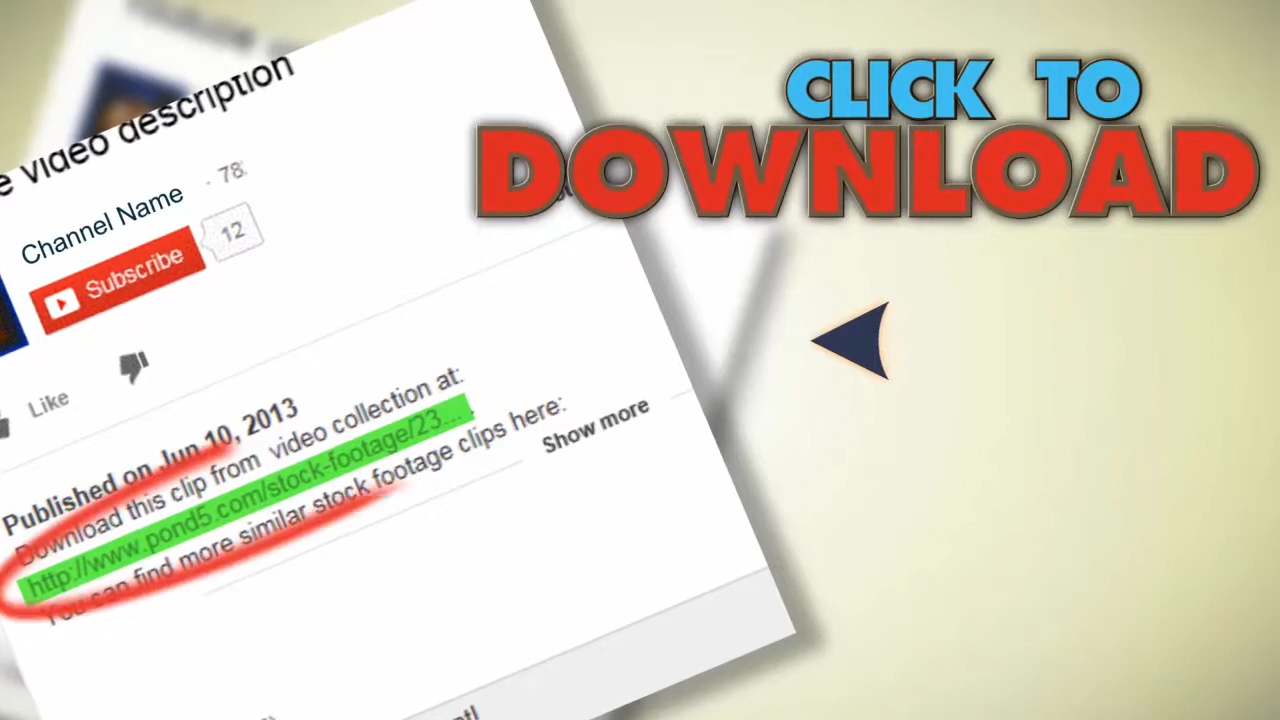 CLICK TO
DOWNLOAD
video description
Channel Name
Subscribe
12
Like
Published on Jun 10, 2013
Download this clip from video collection at:
http://www.pond5.com/stock-footage/23...
You can find more similar stock footage clips here:
Show more